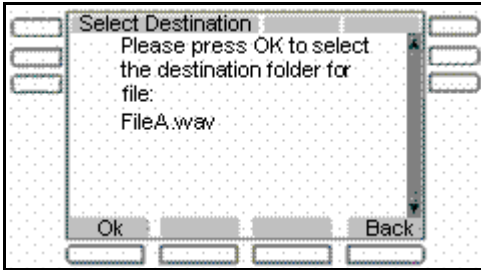 Select Destination
Please press OK to select
the destination folder for
file:
FileA.wav
Ok
Back